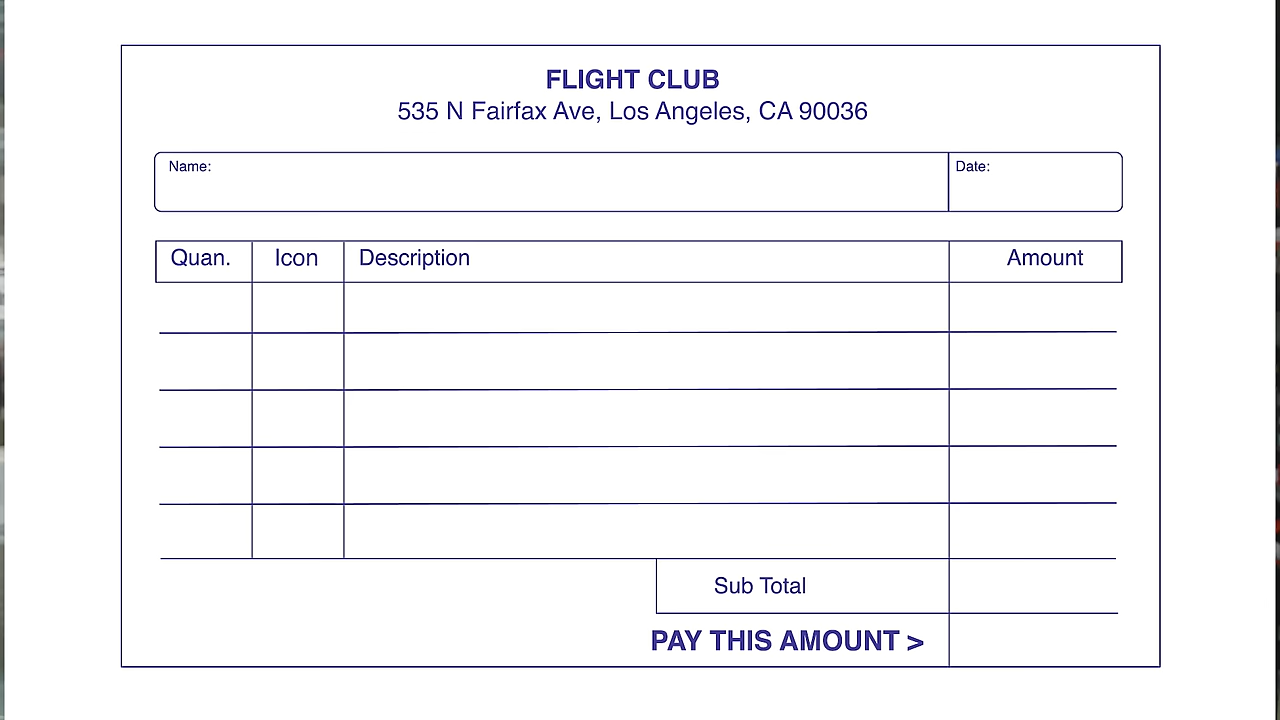 FLIGHT CLUB
535 N Fairfax Ave, Los Angeles, CA 90036
Name: Date:
Quan. Icon Description Amount
Sub Total
PAY THIS AMOUNT >